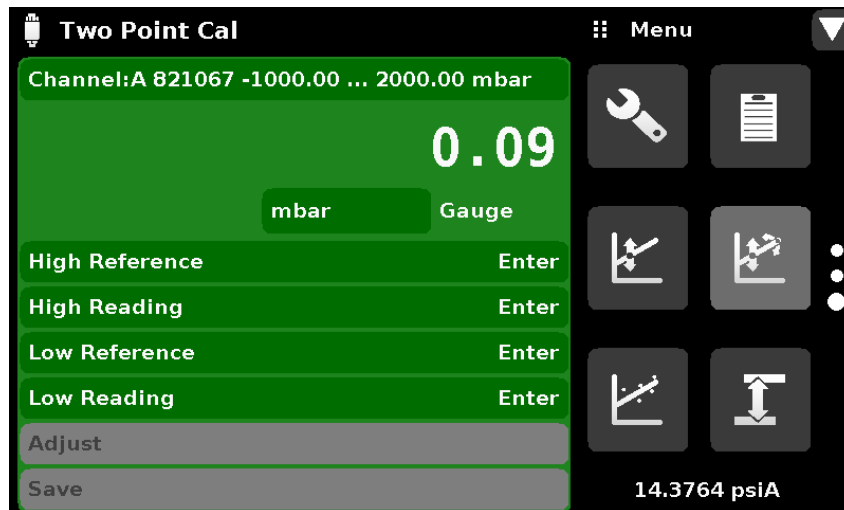 Two Point Cal
Menu
Channel:A 821067 -1000.00 ... 2000.00 mbar
0.09
mbar Gauge
High Reference Enter
High Reading Enter
Low Reference Enter
Low Reading Enter
Adjust
Save
14.3764 psiA